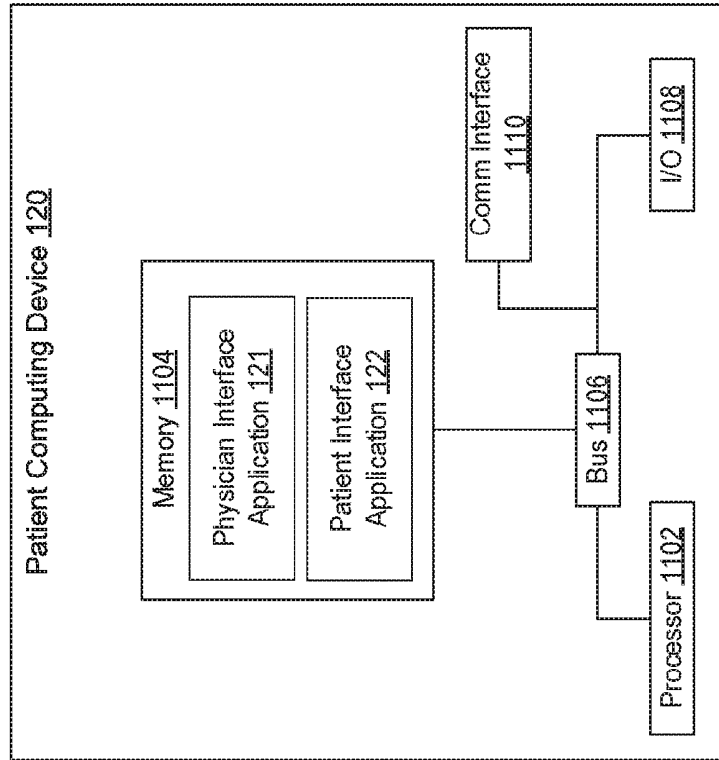 Patient Computing Device 120
Memory 1104
Physician Interface
Application 121
Patient Interface
Application 122
Comm Interface
1110
Bus 1106
Processor 1102
I/O 1108